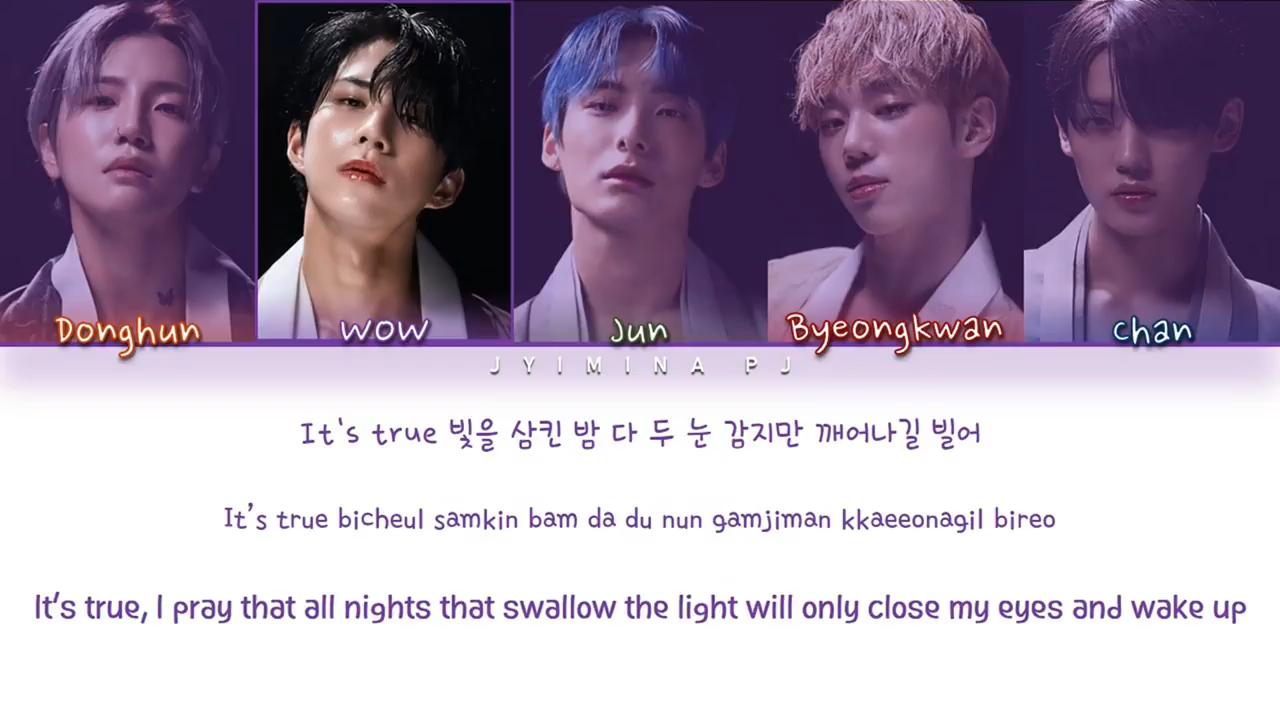 Donghun WOW Jun Byeongkwan Chan
JYIMINA PJ
It's true 빛을 삼킨 밤 다 두 눈 감지만 깨어나길 빌어
It's true bicheul samkin bam da du nun gamjiman kkaeeonagil bireo
It's true, I pray that all nights that swallow the light will only close my eyes and wake up